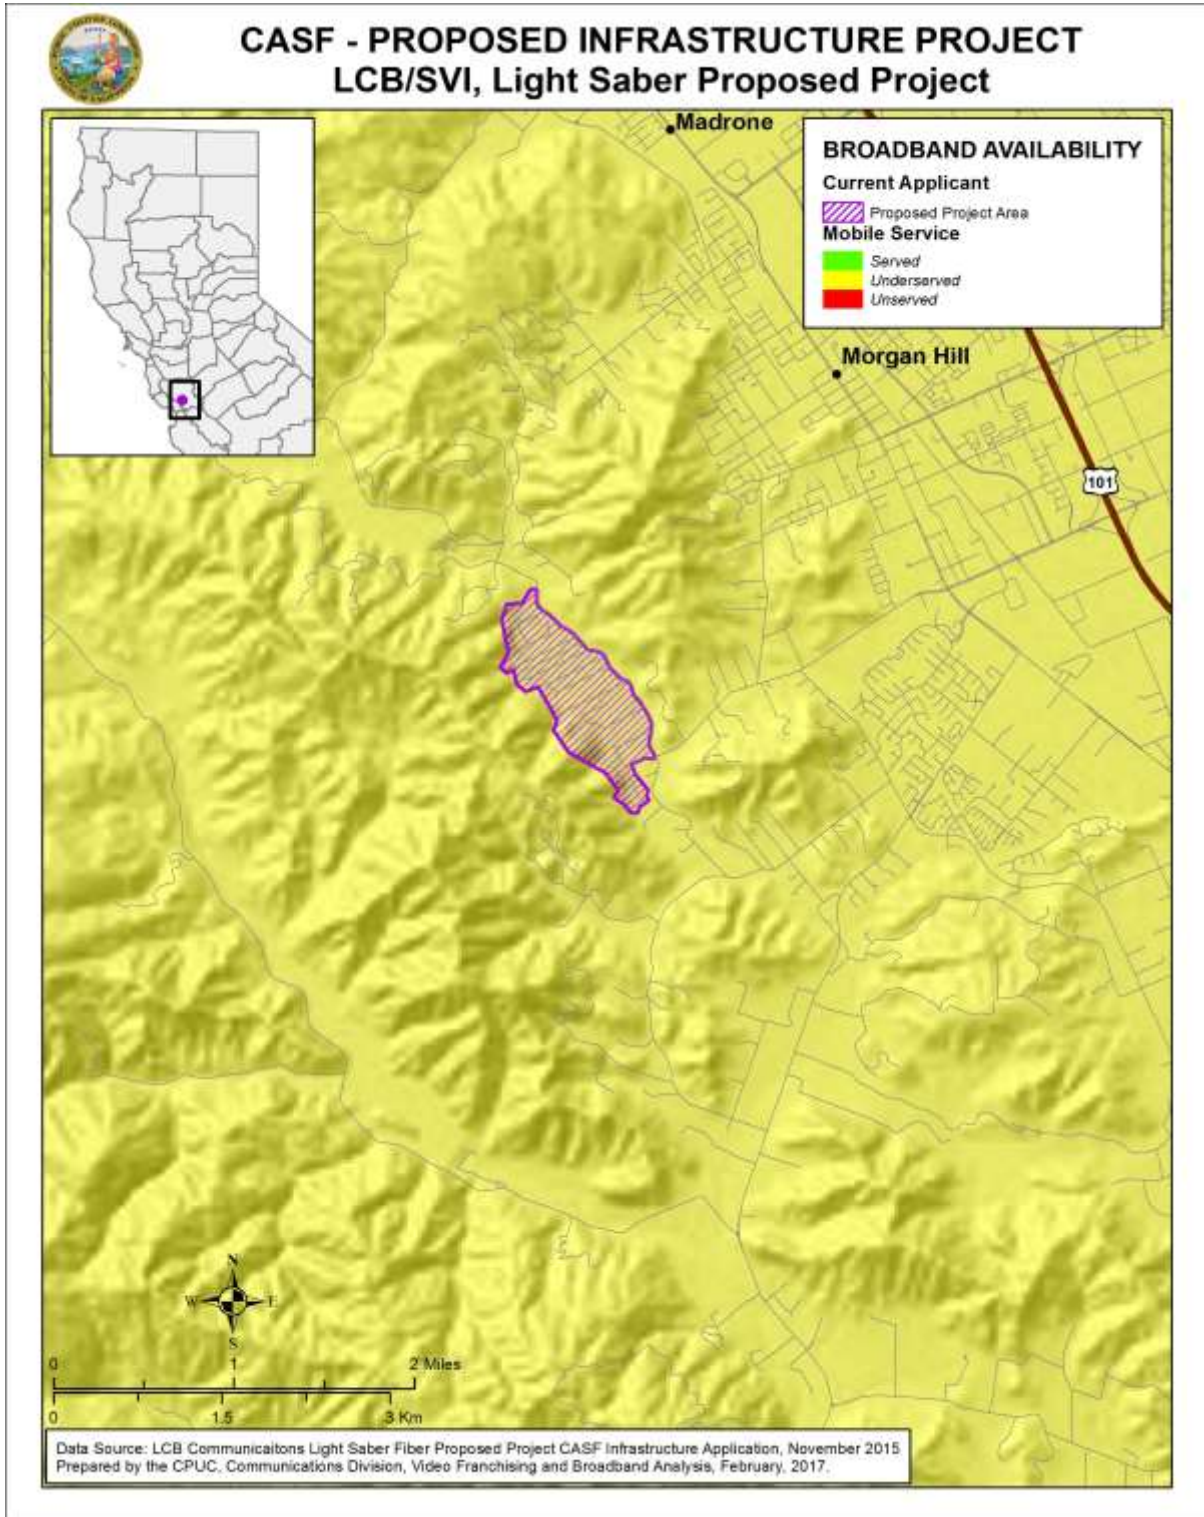 CASF - PROPOSED INFRASTRUCTURE PROJECT
LCB/SVI, Light Saber Proposed Project
Madrone
BROADBAND AVAILABILITY
Current Applicant
Proposed Project Area
Mobile Service
Served
Underserved
Unserved
Morgan Hill
101
N
W E
S
0 1 2 Miles
0 1.5 3 Km
Data Source: LCB Communicaitons Light Saber Fiber Proposed Project CASF Infrastructure Application, November 2015
Prepared by the CPUC, Communications Division, Video Franchising and Broadband Analysis, February, 2017.